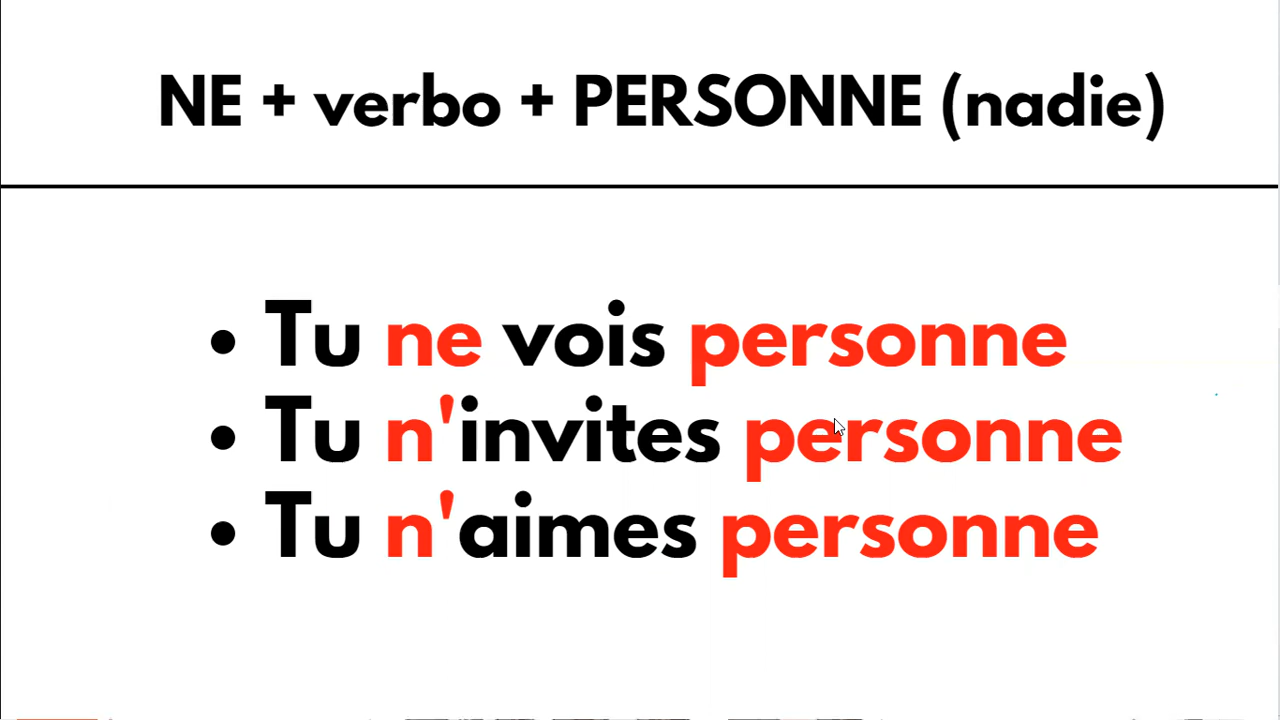 NE + verbo + PERSONNE (nadie)
• Tu ne vois personne
• Tu n'invites personne
• Tu n'aimes personne